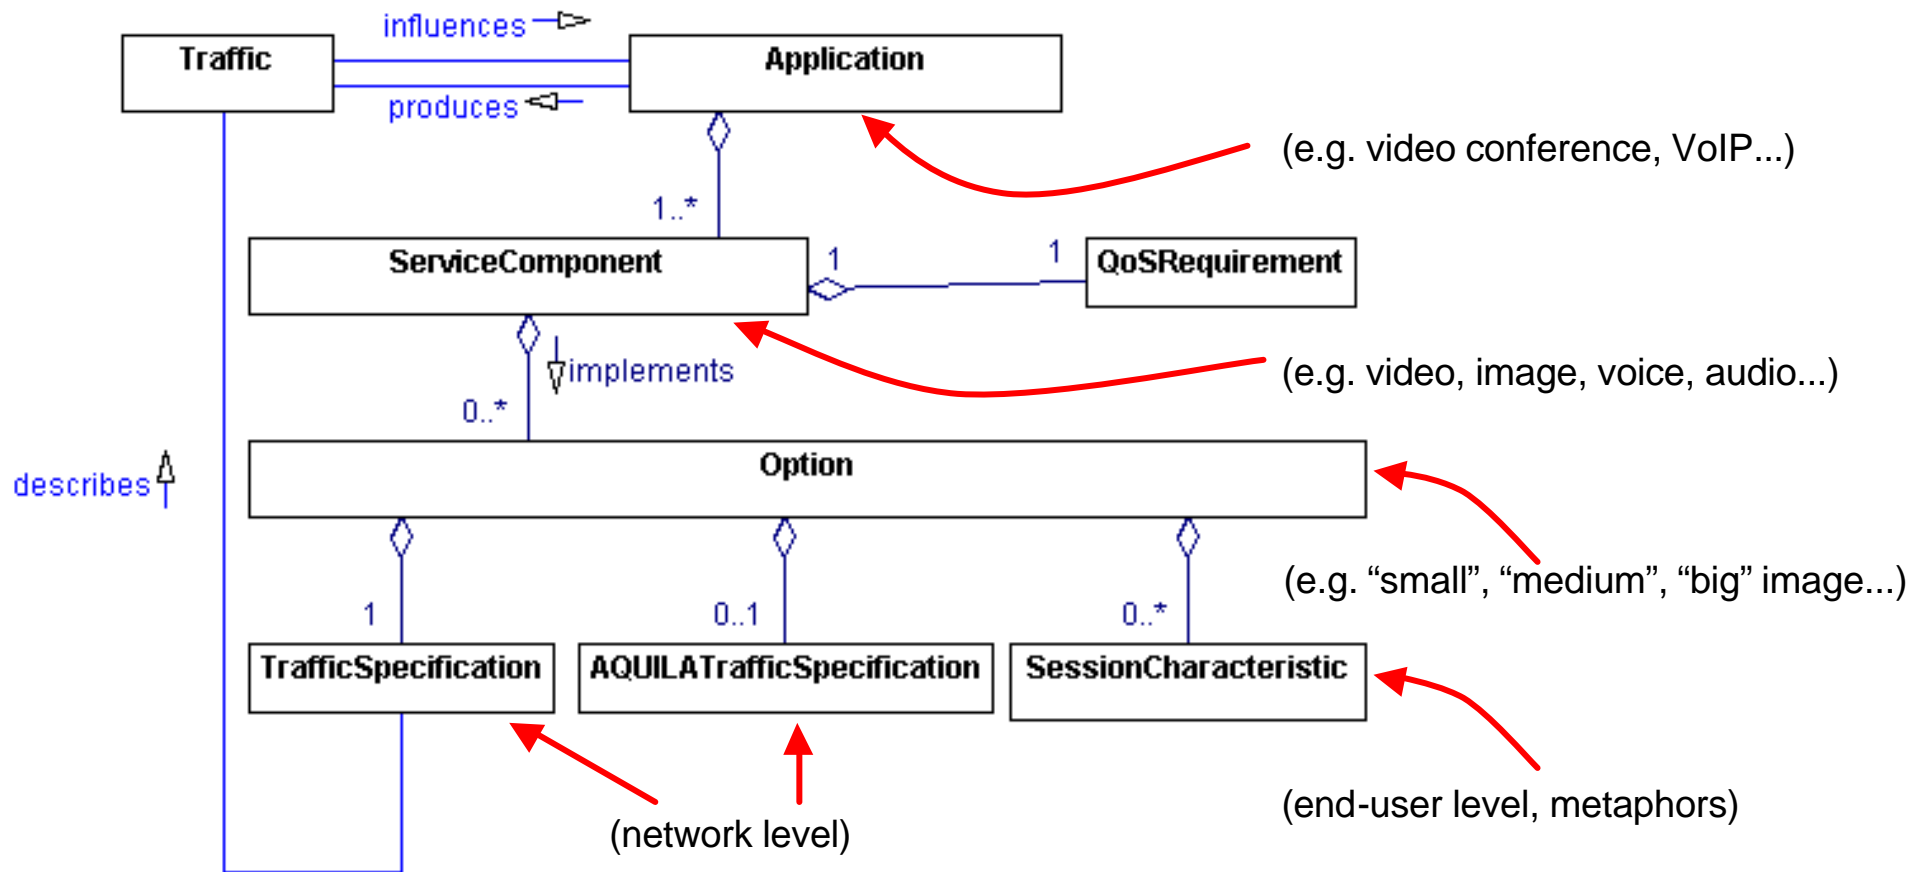 influences
Traffic
Application
produces
(e.g. video conference, VoIP...)
1..*
ServiceComponent
1
1
QoSRequirement
implements
(e.g. video, image, voice, audio...)
0..*
Option
describes
(e.g. “small”, “medium”, “big” image...)
1
0..1
0..*
TrafficSpecification
AQUILATrafficSpecification
SessionCharacteristic
(end-user level, metaphors)
(network level)